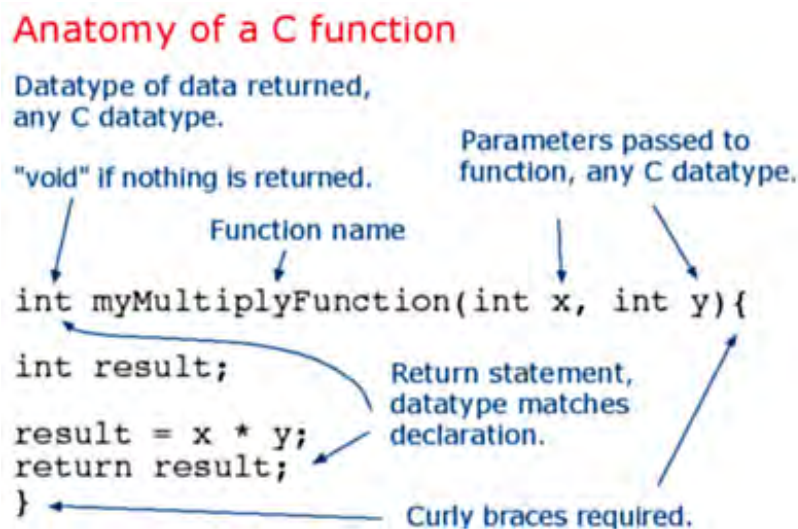 Anatomy of a C function
Datatype of data returned,
any C datatype.
"void" if nothing is returned.
Parameters passed to
function, any C datatype.
Function name
int myMultiplyFunction(int x, int y){
int result;
result = x * y;
return result;
}
Return statement,
datatype matches
declaration.
Curly braces required.